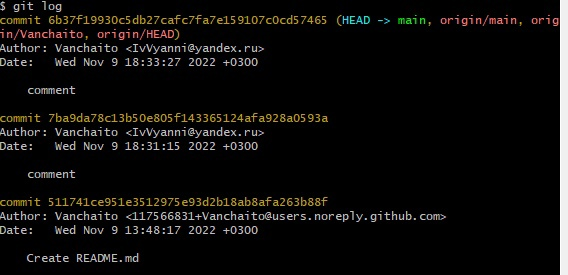 $ git log
commit 6b37f19930c5db27cafc7fa7e159107c0cd57465 (HEAD -> main, origin/main, orig
in/Vanchaito, origin/HEAD)
Author: Vanchaito <IvVyanni@yandex.ru>
Date:   Wed Nov 9 18:33:27 2022 +0300
    comment
commit 7ba9da78c13b50e805f143365124afa928a0593a
Author: Vanchaito <IvVyanni@yandex.ru>
Date:   Wed Nov 9 18:31:15 2022 +0300
    comment
commit 511741ce951e3512975e93d2b18ab8afa263b88f
Author: Vanchaito <117566831+Vanchaito@users.noreply.github.com>
Date:   Wed Nov 9 13:48:17 2022 +0300
    Create README.md